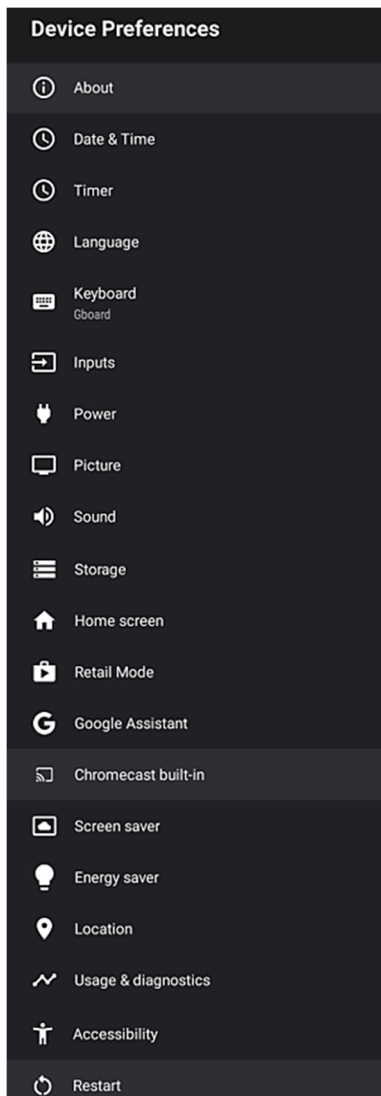 Device Preferences
About
Date & Time
Timer
Language
Keyboard
Gboard
Inputs
Power
Picture
Sound
Storage
Home screen
Retail Mode
Google Assistant
Chromecast built-in
Screen saver
Energy saver
Location
Usage & diagnostics
Accessibility
Restart